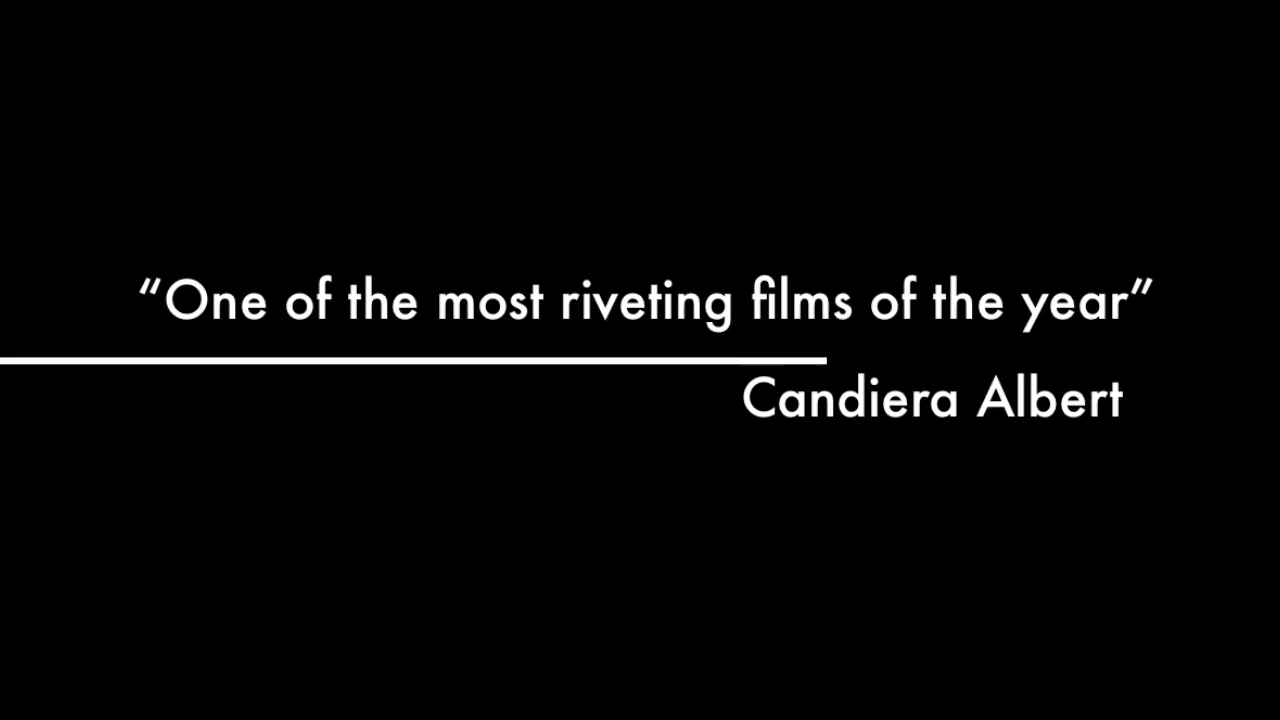 “One of the most riveting films of the year”
Candiera Albert